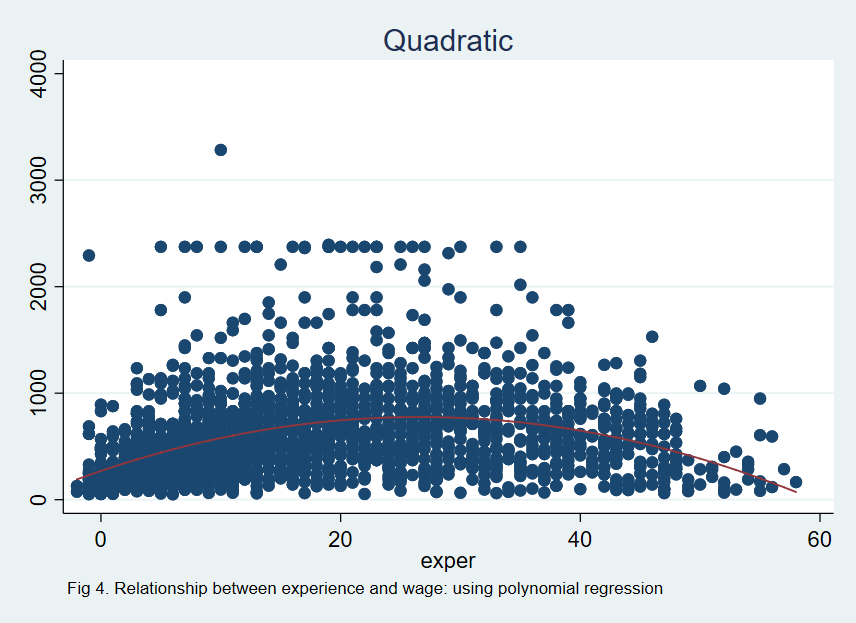 Quadratic
4000
3000
2000
1000
0
0 20 40 60
exper
Fig 4. Relationship between experience and wage: using polynomial regression